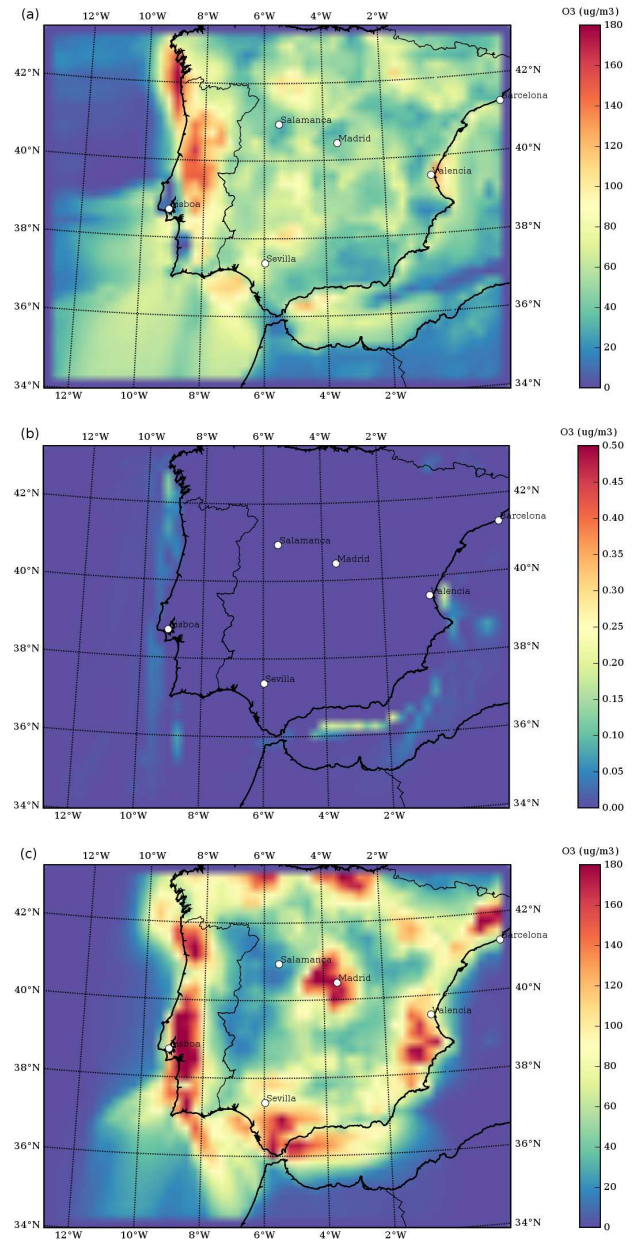 (a)
O3 (ug/m3)
12°W 10°W 8°W 6°W 4°W 2°W
180
42°N 42°N
160
Barcelona
140
Salamanca
Madrid
40°N 40°N
120
Valencia
100
Lisboa
38°N 38°N
80
Sevilla
60
36°N 36°N
40
20
34°N 34°N
0
12°W 10°W 8°W 6°W 4°W 2°W
(b)
O3 (ug/m3)
12°W 10°W 8°W 6°W 4°W 2°W
0.50
42°N 42°N
0.45
Barcelona
0.40
Salamanca
Madrid
0.35
40°N 40°N
0.30
Valencia
0.25
Lisboa
38°N 38°N
0.20
Sevilla
0.15
36°N 36°N
0.10
0.05
34°N 34°N
0.00
12°W 10°W 8°W 6°W 4°W 2°W
(c)
O3 (ug/m3)
12°W 10°W 8°W 6°W 4°W 2°W
180
42°N 42°N
160
Barcelona
140
Salamanca
Madrid
40°N 40°N
120
Valencia
100
Lisboa
38°N 38°N
80
Sevilla
60
36°N 36°N
40
20
34°N 34°N
0
12°W 10°W 8°W 6°W 4°W 2°W